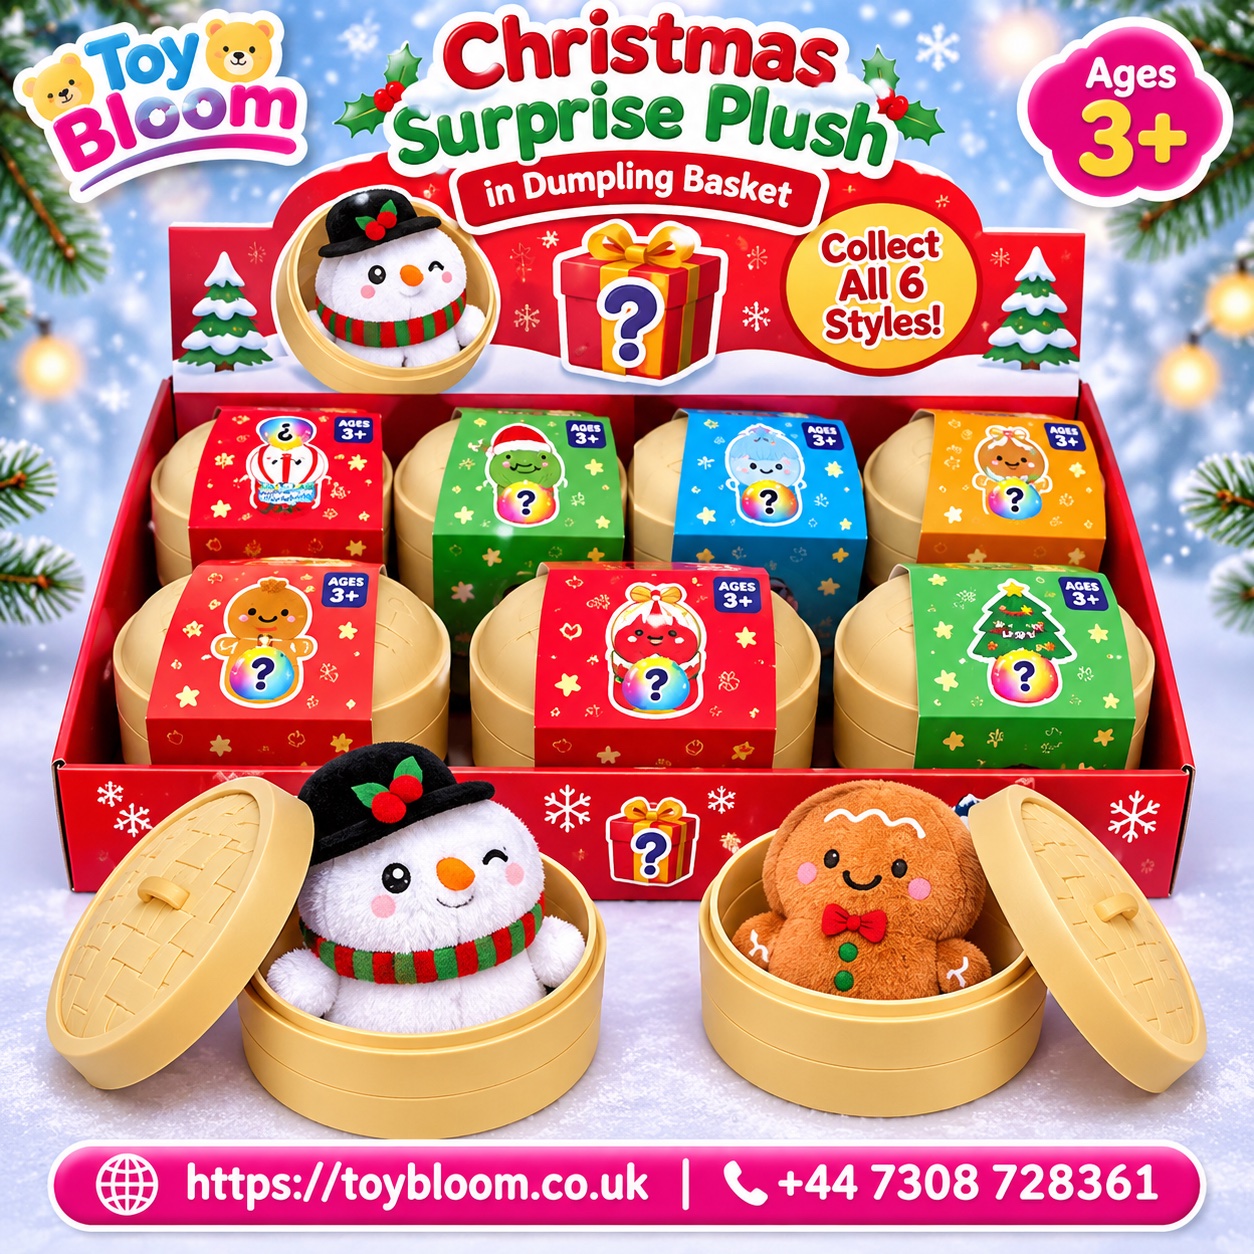 Toy
Bloom
Christmas
Surprise Plush
in Dumpling Basket
Ages
3+
Collect
All 6
Styles!
?
AGES
3+
?
AGES
3+
?
AGES
3+
?
AGES
3+
?
AGES
3+
?
AGES
3+
?
AGES
3+
?
?
https://toybloom.co.uk | +44 7308 728361